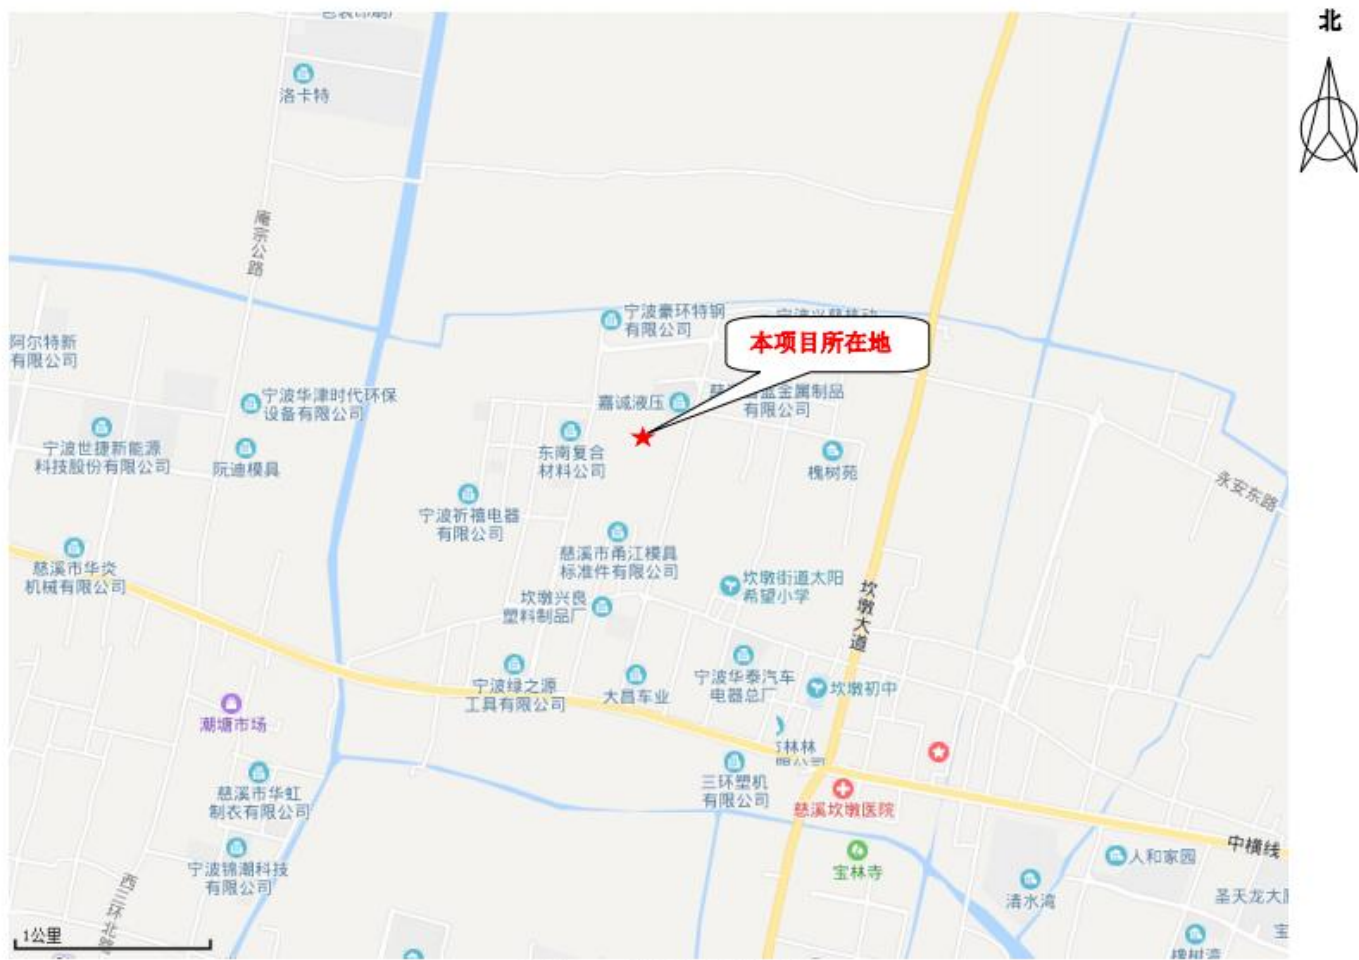 北
洛卡特
庵宗公路
宁波豪环特钢
有限公司
本项目所在地
阿尔特新
有限公司
宁波华津时代环保
设备有限公司
嘉诚液压
金属制品
有限公司
宁波世捷新能源
科技股份有限公司
阮迪模具
东南复合
材料公司
槐树苑
永安东路
宁波祈禧电器
有限公司
慈溪市华炎
机械有限公司
慈溪市甬江模具
标准件有限公司
坎墩街道太阳
希望小学
坎墩兴良
塑料制品厂
坎墩大道
宁波绿之源
工具有限公司
大昌车业
宁波华泰汽车
电器总厂
坎墩初中
潮塘市场
林林
三环塑机
有限公司
慈溪市华虹
制衣有限公司
慈溪坎墩医院
中横线
宝林寺
人和家园
宁波锦潮科技
有限公司
清水湾
圣天龙大
西三环北路
1公里
橡树湾
宝